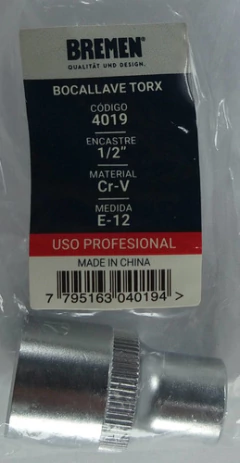 BREMEN®
QUALITÄT UND DESIGN.
BOCALLAVE TORX
CÓDIGO
4019
ENCASTRE
1/2"
MATERIAL
Cr-V
MEDIDA
E-12
USO PROFESIONAL
MADE IN CHINA
7 795163 040194 >